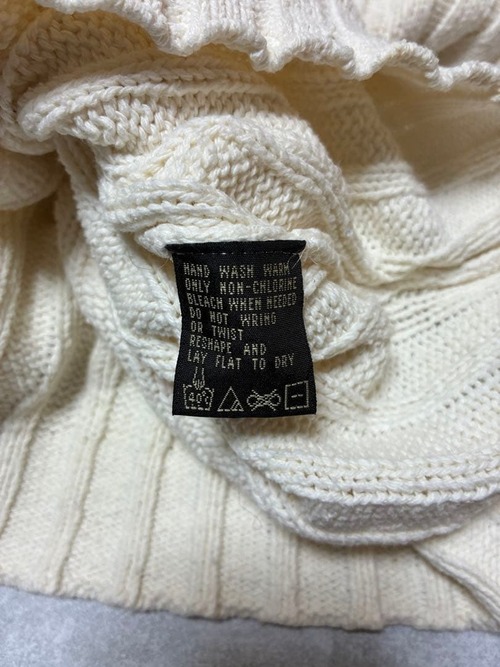 HAND WASH WARM
ONLY NON-CHLORINE
BLEACH WHEN NEEDED
DO NOT WRING
OR TWIST
RESHAPE AND
LAY FLAT TO DRY
40°C